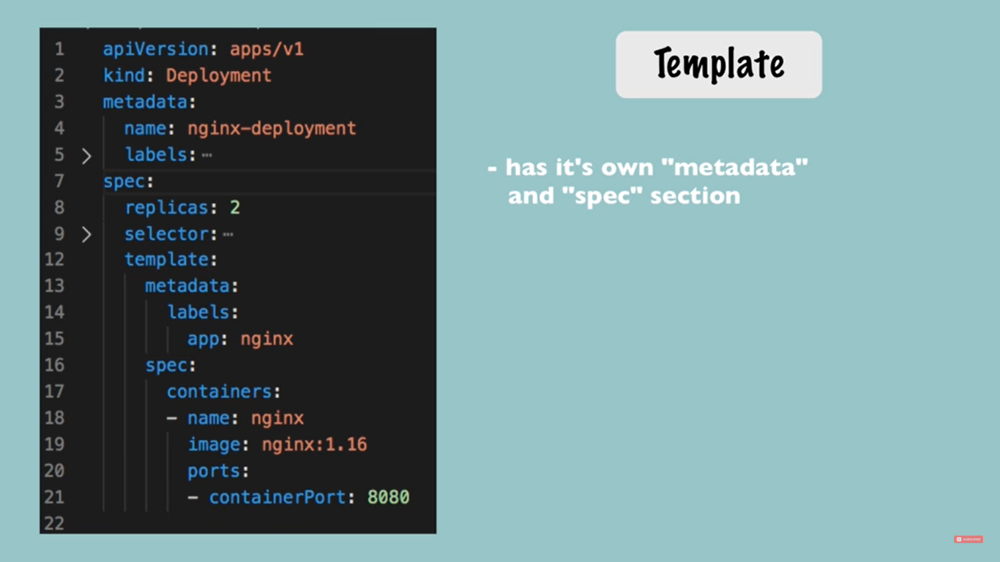 1 apiVersion: apps/v1
2 kind: Deployment
3 metadata:
4 name: nginx-deployment
5 labels:…
7 spec:
8 replicas: 2
9 selector:…
12 template:
13 metadata:
14 labels:
15 app: nginx
16 spec:
17 containers:
18 - name: nginx
19 image: nginx:1.16
20 ports:
21 - containerPort: 8080
22
Template
- has it's own "metadata"
and "spec" section
SUBSCRIBE